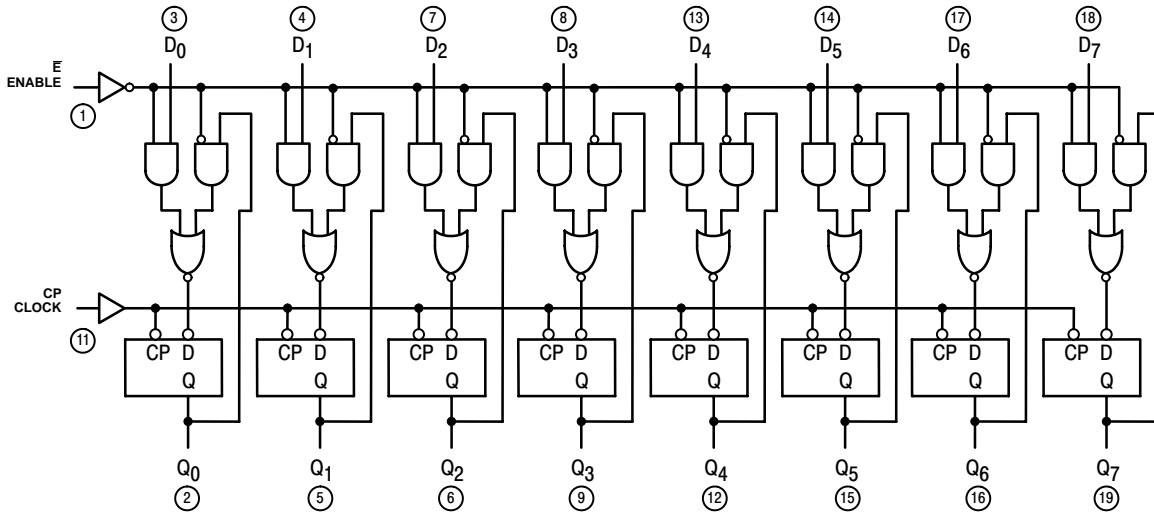 3 4 7 8 13 14 17 18
D0 D1 D2 D3 D4 D5 D6 D7
E̅
ENABLE
1
CP
CLOCK
11
CP D CP D CP D CP D CP D CP D CP D CP D
Q Q Q Q Q Q Q Q
Q0 Q1 Q2 Q3 Q4 Q5 Q6 Q7
2 5 6 9 12 15 16 19